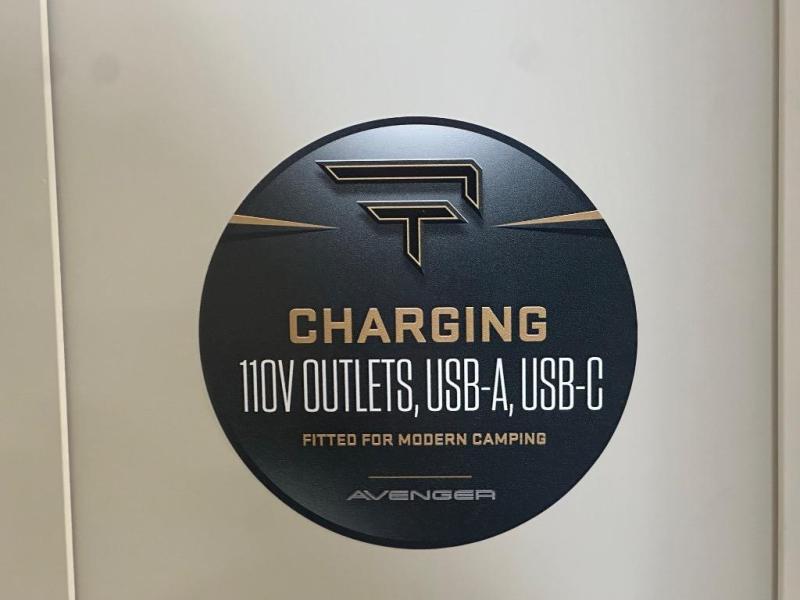 CHARGING
110V OUTLETS, USB-A, USB-C
FITTED FOR MODERN CAMPING
AVENGER